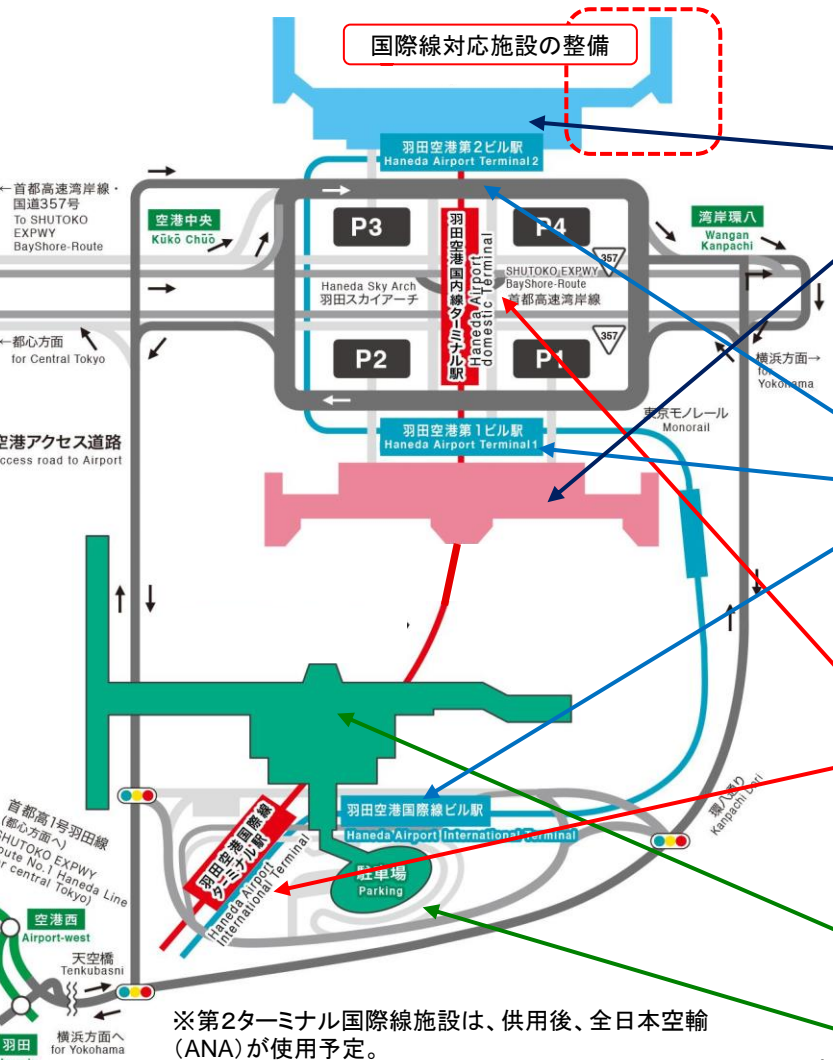 国際線対応施設の整備
羽田空港第2ビル駅
Haneda Airport Terminal 2
←首都高速湾岸線・
国道357号
To SHUTOKO
EXPWY
BayShore-Route
空港中央
Kūkō Chūō
P3
P4
湾岸環八
Wangan
Kanpachi
羽田空港国内線ターミナル駅
Haneda Airport
domestic Terminal
357
Haneda Sky Arch
羽田スカイアーチ
SHUTOKO EXPWY
BayShore-Route
首都高速湾岸線
←都心方面
for Central Tokyo
P2
P1
357
横浜方面→
for
Yokohama
東京モノレール
Monorail
羽田空港第1ビル駅
Haneda Airport Terminal 1
空港アクセス道路
ccess road to Airport
首都高1号羽田線
(都心方面へ)
SHUTOKO EXPWY
oute No.1 Haneda Line
or central Tokyo)
羽田空港国際線ビル駅
Haneda Airport International Terminal
環八通り
Kanpachi Dori
羽田空港国際線
ターミナル駅
Haneda Airport
International Terminal
駐車場
Parking
空港西
Airport-west
天空橋
Tenkubasni
羽田
横浜方面へ
for Yokohama
※第2ターミナル国際線施設は、供用後、全日本空輸
(ANA)が使用予定。